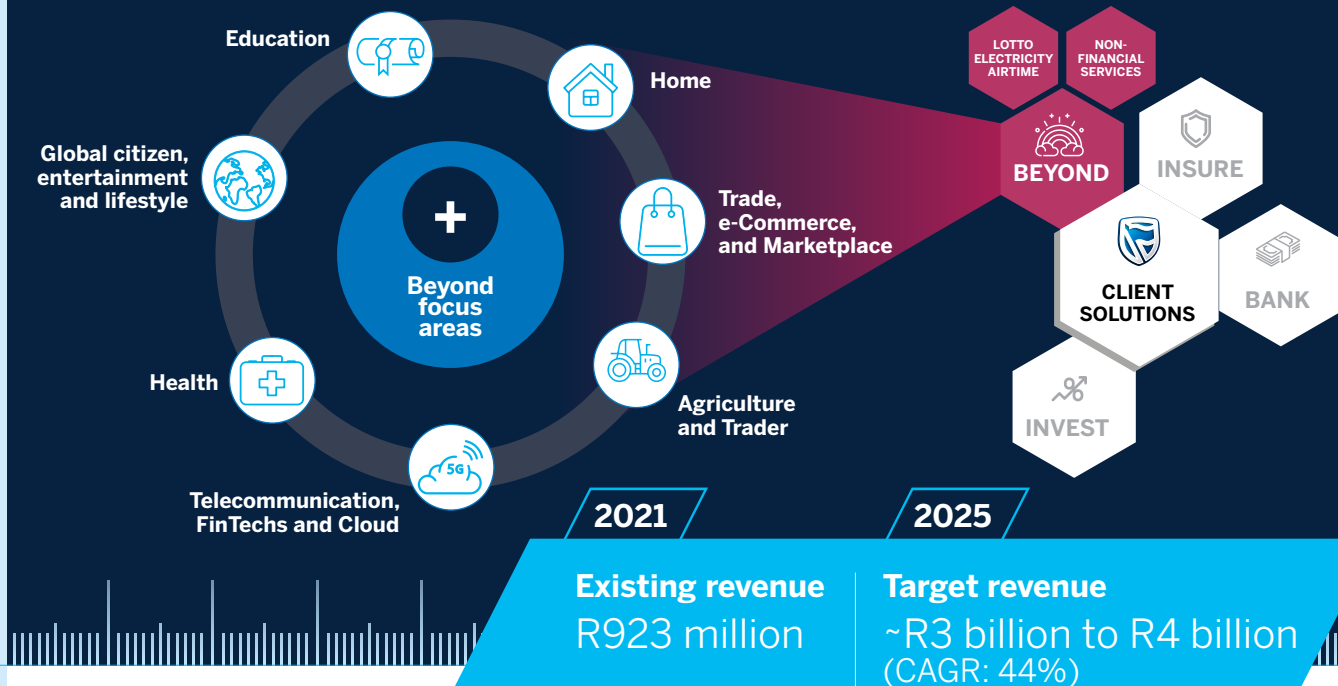 Education
Home
Global citizen,
entertainment
and lifestyle
Trade,
e-Commerce,
and Marketplace
+
Beyond
focus
areas
Health
Agriculture
and Trader
5G
Telecommunication,
FinTechs and Cloud
LOTTO
ELECTRICITY
AIRTIME
NON-
FINANCIAL
SERVICES
BEYOND
INSURE
CLIENT
SOLUTIONS
BANK
INVEST
2021
Existing revenue
R923 million
2025
Target revenue
~R3 billion to R4 billion
(CAGR: 44%)